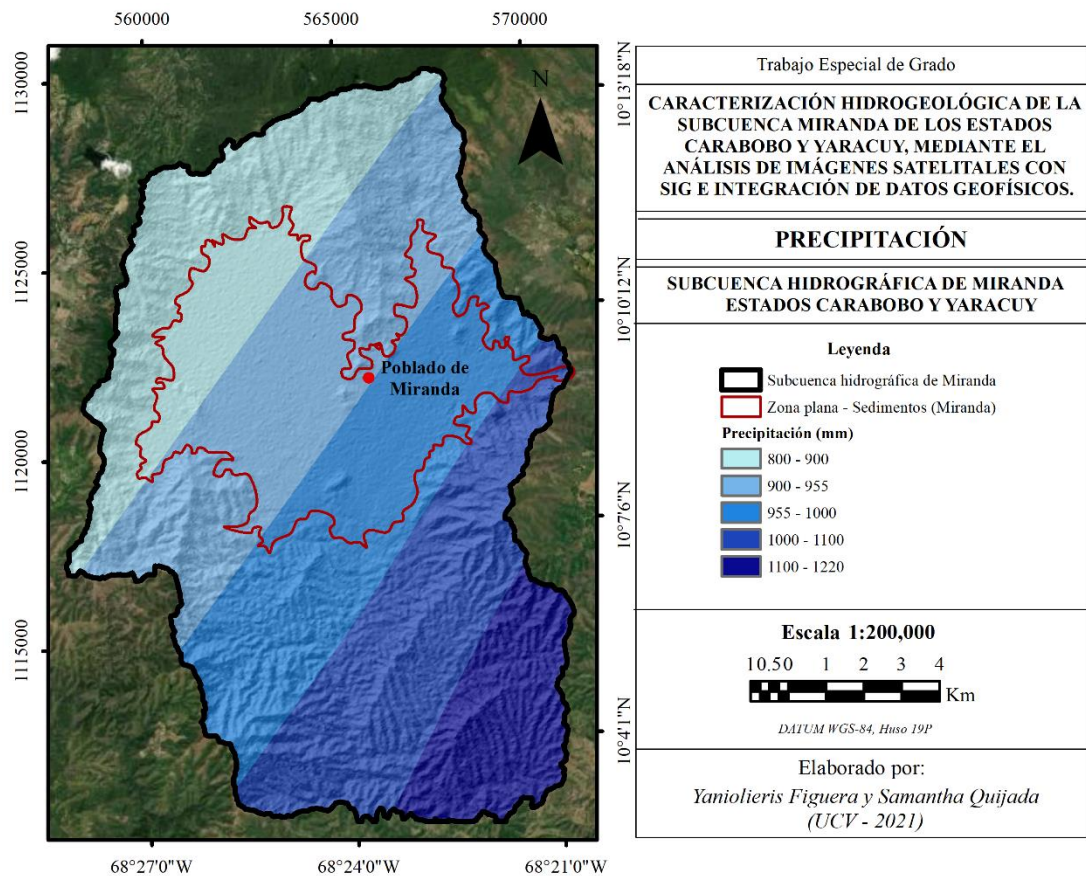 560000
565000
570000
1130000
1125000
1120000
1115000
10°13'18"N
10°10'12"N
10°7'6"N
10°4'1"N
68°27'0"W
68°24'0"W
68°21'0"W
N
Poblado de
Miranda
Trabajo Especial de Grado
CARACTERIZACIÓN HIDROGEOLÓGICA DE LA
SUBCUENCA MIRANDA DE LOS ESTADOS
CARABOBO Y YARACUY, MEDIANTE EL
ANÁLISIS DE IMÁGENES SATELITALES CON
SIG E INTEGRACIÓN DE DATOS GEOFÍSICOS.
PRECIPITACIÓN
SUBCUENCA HIDROGRÁFICA DE MIRANDA
ESTADOS CARABOBO Y YARACUY
Leyenda
Subcuenca hidrográfica de Miranda
Zona plana - Sedimentos (Miranda)
Precipitación (mm)
800 - 900
900 - 955
955 - 1000
1000 - 1100
1100 - 1220
Escala 1:200,000
10.50 1 2 3 4
Km
DATUM WGS-84, Huso 19P
Elaborado por:
Yaniolieris Figuera y Samantha Quijada
(UCV - 2021)